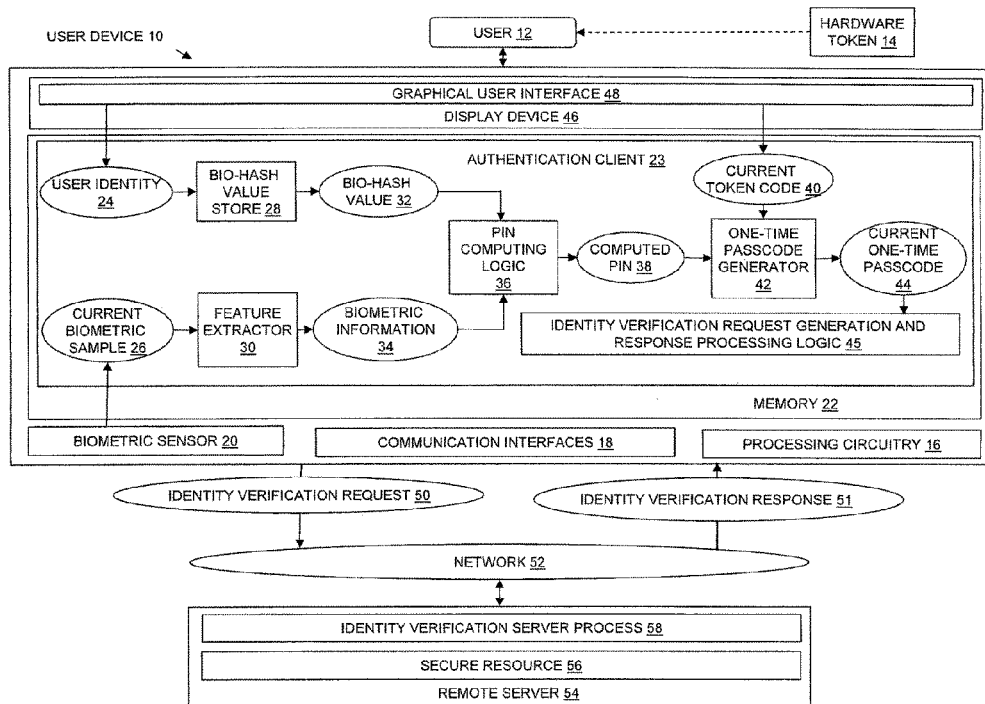 USER DEVICE 10
USER 12
HARDWARE
TOKEN 14
GRAPHICAL USER INTERFACE 48
DISPLAY DEVICE 46
AUTHENTICATION CLIENT 23
USER IDENTITY
24
BIO-HASH
VALUE
STORE 28
BIO-HASH
VALUE 32
CURRENT
TOKEN CODE 40
PIN
COMPUTING
LOGIC
36
COMPUTED
PIN 38
ONE-TIME
PASSCODE
GENERATOR
42
CURRENT
ONE-TIME
PASSCODE
44
CURRENT
BIOMETRIC
SAMPLE 26
FEATURE
EXTRACTOR
30
BIOMETRIC
INFORMATION
34
IDENTITY VERIFICATION REQUEST GENERATION AND
RESPONSE PROCESSING LOGIC
45
MEMORY 22
BIOMETRIC SENSOR 20
COMMUNICATION INTERFACES 18
PROCESSING CIRCUITRY 16
IDENTITY VERIFICATION REQUEST 50
IDENTITY VERIFICATION RESPONSE 51
NETWORK 52
IDENTITY VERIFICATION SERVER PROCESS 58
SECURE RESOURCE 56
REMOTE SERVER 54